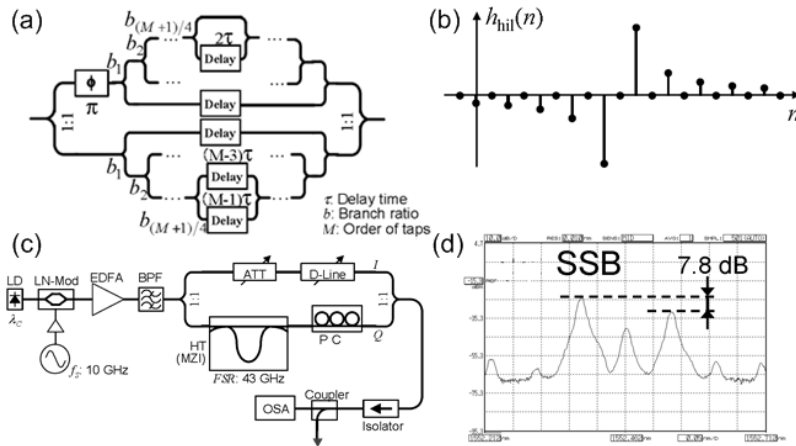 (a)
b(M+1)/4
2τ
Delay
b2
b1
ϕ
π
Delay
1:1
1:1
Delay
b1
b2
(M-3)τ
Delay
(M-1)τ
Delay
b(M+1)/4
τ: Delay time
b: Branch ratio
M: Order of taps
(b)
hhil(n)
n
(c)
LD
LN-Mod
EDFA
BPF
λC
fS: 10 GHz
1:1
ATT
D-Line
I
1:1
HT
(MZI)
FSR: 43 GHz
P C
Q
OSA
Coupler
Isolator
(d)
SSB
7.8 dB